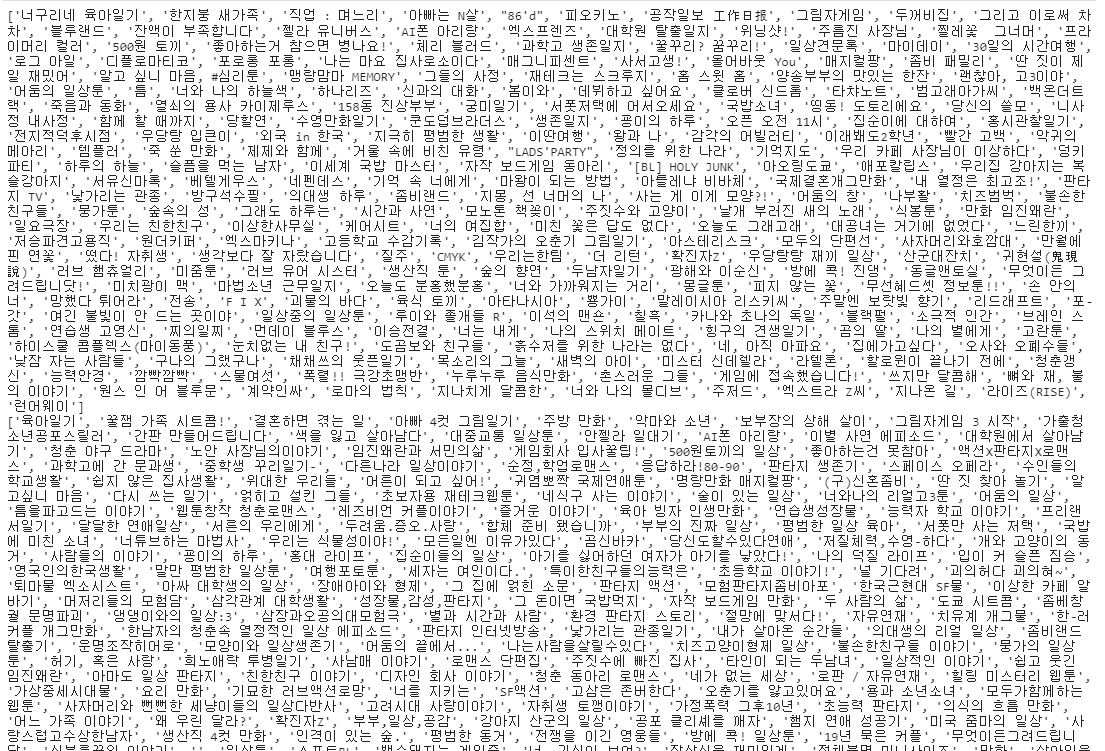 ['너구리네 육아일기', '한지붕 새가족', '직업 : 며느리', '아빠는 N살', "86'd", '피오키노', '공작일보 工作日报', '그림자게임', '두꺼비집', '그리고 이로써 차
차', '블루랜드', '잔액이 부족합니다', '젤라 유니버스', 'AI폰 아리랑', '엑스프렌즈', '대학원 탈출일지', '위닝샷!', '주름진 사장님', '찔레꽃  그너머', '프라
이머리 컬러', '500원 토끼', '좋아하는거 참으면 병나요!', '체리 블러드', '과학고 생존일지', '꿈꾸리? 꿈꾸리!', '일상견문록', '마이데이', '30일의 시간여행',
'로그 아일', '디플로마티코', '포로롱 포롱', '나는 마요 집사로소이다', '매그니피센트', '사서고생!', '올어바웃 You', '매지컬팡', '좀비 패밀리', '딴 짓이 제
일 재밌어', '알고 싶니 마음, #심리툰', '맹랑맘마 MEMORY', '그들의 사정', '재테크는 스크루지', '홈 스윗 홈', '양송부부의 맛있는 한잔', '괜찮아, 고3이야',
'어둠의 일상툰', '틈', '너와 나의 하늘색', '하나리즈', '신과의 대화', '봄이와', '데뷔하고 싶어요', '클로버 신드롬', '타챠노트', '범고래아가씨', '백온더트
랙', '죽음과 동화', '열쇠의 용사 카이제루스', '158동 진상부부', '궁미일기', '서폿저택에 어서오세요', '국밥소녀', '띵동! 도토리예요', '당신의 쓸모', '니사
정 내사정', '함께 할 때까지', '당할연', '수영만화일기', '쿤도덥브라더스', '생존일지', '굉이의 하루', '오픈 오전 11시', '집순이에 대하여', '홍시관찰일기',
'전지적덕후시점', '우당탕 입큰이', '외국 in 한국', '지극히 평범한 생활', '이딴여행', '왕과 나', '감각의 어빌러티', '이래봬도2학년', '빨간 고백', '악귀의
메아리', '템플러', '죽 쑨 만화', '제제와 함께', '거울 속에 비친 유령', "LADS'PARTY", '정의를 위한 나라', '기억지도', '우리 카페 사장님이 이상하다', '덩키
파티', '하루의 하늘', '슬픔을 먹는 남자', '이세계 국밥 마스터', '자작 보드게임 동아리', '[BL] HOLY JUNK', '아오링도쿄', '애포칼립스', '우리집 강아지는 복
슬강아지', '서유신마록', '베텔게우스', '네펜데스', '기억 속 너에게', '마왕이 되는 방법', '아틀레냐 비바체', '국제결혼개그만화', '내 열정은 최고조!', '판타
지 TV', '낯가리는 관종', '방구석수필', '의대생 하루', '좀비랜드', '지동, 선 너머의 나', '사는 게 이게 모양?!', '어둠의 창', '나부활', '치즈범벅', '불손한
친구들', '뭉가툰', '숲속의 성', '그래도 하루는', '시간과 사연', '모노톤 책꽂이', '주짓수와 고양이', '날개 부러진 새의 노래', '식봉툰', '만화 임진왜란',
'일요극장', '우리는 친한친구', '이상한사무실', '케어시트', '너의 여집합', '미친 꽃은 답도 없다', '오늘도 그래고래', '대공녀는 거기에 없었다', '느린한끼',
'저승파견고용직', '원더키퍼', '엑스마키나', '고등학교 수감기록', '김작가의 오춘기 그림일기', '아스테리스크', '모두의 단편선', '사자머리와호깝대', '만월에
핀 연꽃', '떴다! 자취생', '생각보다 잘 자랐습니다', '질주', 'CMYK', '우리는한팀', '더 리턴', '확진자Z', '우당탕탕 재끼 일상', '산군대잔치', '귀현설(鬼現
說)', '러브 햄츄얼리', '미줌툰', '러브 유어 시스터', '생산직 툰', '숲의 향연', '두남자일기', '광해와 이순신', '방에 콕! 진뎅', '동글앤토실', '무엇이든 그
려드립니닷!', '미치광이 맥', '마법소년 근무일지', '오늘도 분홍했뿐홍', '너와 가까워지는 거리', '몽글툰', '피지 않는 꽃', '무선헤드셋 정보툰!!', '손 안의
너', '망했다 튀어라', '전송', 'F I X', '괴물의 바다', '육식 토끼', '아타나시아', '뿅가이', '말레이시아 리스키씨', '주말엔 보랏빛 향기', '리드래프트', '포-
갓', '여긴 불빛이 안 드는 곳이야', '일상중의 일상툰', '루이와 졸개들 R', '이석의 맨손', '칠흑', '카나와 초나의 독일', '블랙펄', '소극적 인간', '브레인 스
톰', '연습생 고영신', '찌의일찌', '먼데이 블루스', '이승전결', '너는 내게', '나의 스위치 메이트', '힝구의 견생일기', '곰의 딸', '나의 별에게', '고란툰',
'하이스쿨 콤플렉스(마이동풍)', '눈치없는 내 친구!', '도곰보와 친구들', '흙수저를 위한 나라는 없다', '네, 아직 아파요', '집에가고싶다', '오사와 오페수들',
'낮잠 자는 사람들', '구나의 그랬구나', '채채쓰의 웃픈일기', '목소리의 그늘', '새벽의 아이', '미스터 신데렐라', '라텔톤', '할로윈이 끝나기 전에', '청춘갱
신', '능력안경', '깜빡깜빡', '스물여섯', '폭렬!! 극강초맹반', '누루누루 음식만화', '촌스러운 그들', '게임에 접속했습니다!', '쓰지만 달콤해', '뼈와 재, 불
의 이야기', '원스 인 어 블루문', '계약인싸', '로마의 법칙', '지나치게 달콤한', '너와 나의 몰디브', '주저드', '엑스트라 Z씨', '지나온 일', '라이즈(RISE)',
'런어웨이']
['육아일기', '꿀잼 가족 시트콤!', '결혼하면 겪는 일', '아빠 4컷 그림일기', '주방 만화', '악마와 소년', '보부장의 상해 살이', '그림자게임 3 시작', '가출청
소년공포스릴러', '간판 만들어드립니다', '색을 잃고 살아남다', '대중교통 일상툰', '안젤라 일대기', 'AI폰 아리랑', '이별 사연 에피소드', '대학원에서 살아남
기', '청춘 야구 드라마', '노안 사장님의이야기', '임진왜란과 서민의삶', '게임회사 입사꿀팁!', '500원토끼의 일상', '좋아하는건 못참아', '액션X판타지X로맨
스', '과학고에 간 문과생', '중학생 꾸리일기-', '다른나라 일상이야기', '순정,학업로맨스', '응답하라!80-90', '판타지 생존기', '스페이스 오페라', '수인들의
학교생활', '쉽지 않은 집사생활', '위대한 우리들', '어른이 되고 싶어!', '귀염뽀짝 국제연애툰', '명랑만화 매지컬팡', '(구)신혼좀비', '딴 짓 찾아 놀기', '알
고싶니 마음', '다시 쓰는 일기', '얽히고 설킨 그들', '초보자용 재테크웹툰', '네식구 사는 이야기', '술이 있는 일상', '너와나의 리얼고3툰', '어둠의 일상',
'틈을파고드는 이야기', '웹툰창작 청춘로맨스', '레즈비언 커플이야기', '즐거운 이야기', '육아 빙자 인생만화', '연습생성장물', '능력자 학교 이야기', '프리랜
서일기', '달달한 연애일상', '서른의 우리에게', '두려움.증오.사랑', '합체 준비 됐습니까', '부부의 진짜 일상', '평범한 일상 육아', '서폿만 사는 저택', '국밥
에 미친 소녀', '너튜브하는 마법사', '우리는 식물성이야!', '모든일엔 이유가있다', '곰신바카', '당신도할수있다연애', '저질체력,수영-하다', '개와 고양이의 동
거', '사람들의 이야기', '굉이의 하루', '홍대 라이프', '집순이들의 일상', '아기를 싫어하던 여자가 아기를 낳았다!', '나의 덕질 라이프', '입이 커 슬픈 짐승',
'영국인의한국생활', '말만 평범한 일상툰', '여행포토툰', '세자는 여인이다.', '특이한친구들의능력은', '초등학교 이야기!', '널 기다려', '괴의허다 괴의혀~',
'퇴마물 엑소시스트', '아싸 대학생의 일상', '장애아이와 형제', '그 집에 얽힌 소문', '판타지 액션', '모험판타지좀비아포', '한국근현대 SF물', '이상한 카페 알
바기', '머저리들의 모험담', '삼각관계 대학생활', '성장물,감성,판타지', '그 돈이면 국밥먹지', '자작 보드게임 만화', '두 사람의 삶', '도쿄 시트콤', '좀베창
궐 문명파괴', '댕댕이와의 일상:3', '삼장과오공의대모험극', '별과 시간과 사람', '환경 판타지 스토리', '절망에 맞서다!', '자유연재', '치유계 개그물', '한-러
커플 개그만화', '한남자의 청춘속 열정적인 일상 에피소드', '판타지 인터넷방송', '낯가리는 관종일기', '내가 살아온 순간들', '의대생의 리얼 일상', '좀비랜드
탈출기', '운명조작히어로', '모양이와 일상생존기', '어둠의 끝에서...', '나는사람을살릴수있다', '치즈고양이형제 일상', '불손한친구들 이야기', '뭉가의 일상
툰', '허기, 혹은 사랑', '희노애락 투병일기', '사남매 이야기', '로맨스 단편집', '주짓수에 빠진 집사', '타인이 되는 두남녀', '일상적인 이야기', '쉽고 웃긴
임진왜란', '아마도 일상 판타지', '친한친구 이야기', '디자인 회사 이야기', '청춘 동아리 로맨스', '네가 없는 세상', '로판 / 자유연재', '힐링 미스터리 웹툰',
'가상중세시대물', '요리 만화', '기묘한 러브액션로망', '너를 지키는', 'SF액션', '고삼은 존버한다', '오춘기를 앓고있어요', '용과 소년소녀', '모두가함께하는
웹툰', '사자머리와 뻔뻔한 세냥이들의 일상다반사', '고려시대 사랑이야기', '자취생 토깽이야기', '가정폭력 그후10년', '초능력 판타지', '의식의 흐름 만화',
'어느 가족 이야기', '왜 우린 달라?', '확진자Z', '부부,일상,공감', '강아지 산군의 일상', '공포 클리셰를 깨자', '햄지 연애 성공기', '미국 줌마의 일상', '사
랑스럽고수상한남자', '생산직 4컷 만화', '인격이 있는 숲.', '평범한 동거', '전쟁을 이긴 영웅들', '방에 콕! 일상툰', '19년 묵은 커플', '무엇이든그려드림